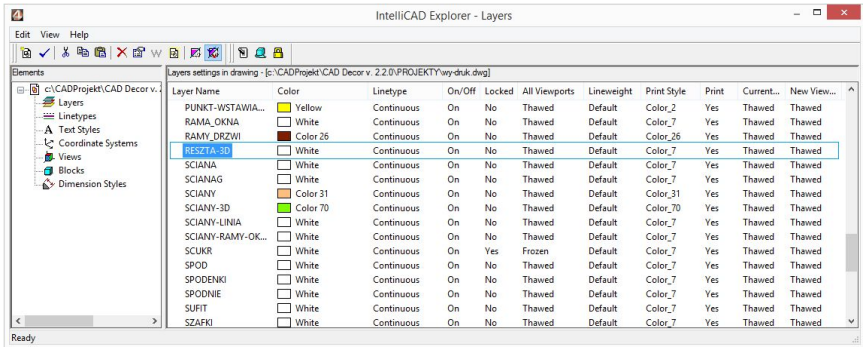 IntelliCAD Explorer - Layers
Edit View Help
Elements
c:\CADProjekt\CAD Decor v. 2
Layers
Linetypes
Text Styles
Coordinate Systems
Views
Blocks
Dimension Styles
Layers settings in drawing - [c:\CADProjekt\CAD Decor v. 2.2.0\PROJEKTY\wy-druk.dwg]
Layer Name Color Linetype On/Off Locked All Viewports Lineweight Print Style Print Current... New View...
PUNKT-WSTAWIA... Yellow Continuous On No Thawed Default Color_2 Yes Thawed Thawed
RAMA_OKNA White Continuous On No Thawed Default Color_7 Yes Thawed Thawed
RAMY_DRZWI Color 26 Continuous On No Thawed Default Color_26 Yes Thawed Thawed
RESZTA-3D White Continuous On No Thawed Default Color_7 Yes Thawed Thawed
SCIANA White Continuous On No Thawed Default Color_7 Yes Thawed Thawed
SCIANAG White Continuous On No Thawed Default Color_7 Yes Thawed Thawed
SCIANY Color 31 Continuous On No Thawed Default Color_31 Yes Thawed Thawed
SCIANY-3D Color 70 Continuous On No Thawed Default Color_70 Yes Thawed Thawed
SCIANY-LINIA White Continuous On No Thawed Default Color_7 Yes Thawed Thawed
SCIANY-RAMY-OK... White Continuous On No Thawed Default Color_7 Yes Thawed Thawed
SCUKR White Continuous On Yes Frozen Default Color_7 Yes Thawed Thawed
SPOD White Continuous On No Thawed Default Color_7 Yes Thawed Thawed
SPODENKI White Continuous On No Thawed Default Color_7 Yes Thawed Thawed
SPODNIE White Continuous On No Thawed Default Color_7 Yes Thawed Thawed
SUFIT White Continuous On No Thawed Default Color_7 Yes Thawed Thawed
SZAFKI White Continuous On No Thawed Default Color_7 Yes Thawed Thawed
Ready